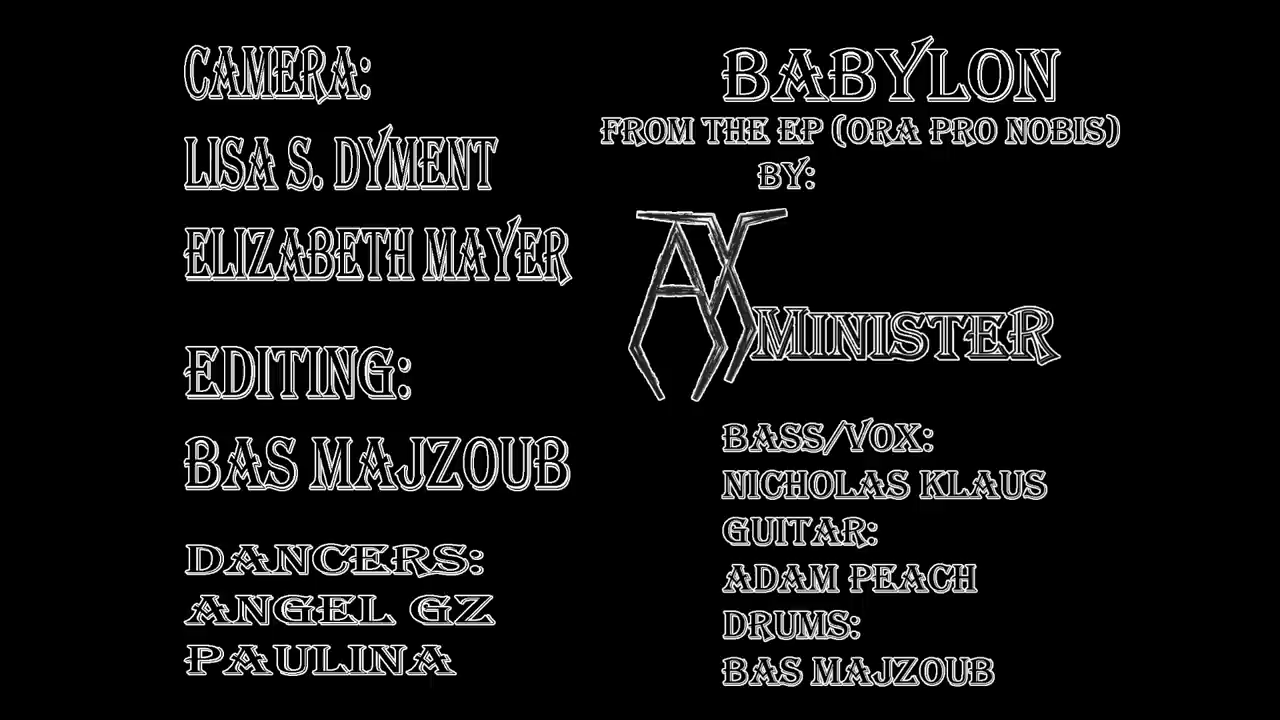 CAMERA:
LISA S. DYMENT
ELIZABETH MAYER
EDITING:
BAS MAJZOUB
DANCERS:
ANGEL GZ
PAULINA
BABYLON
FROM THE EP (ORA PRO NOBIS)
BY:
AX MINISTER
BASS/VOX:
NICHOLAS KLAUS
GUITAR:
ADAM PEACH
DRUMS:
BAS MAJZOUB